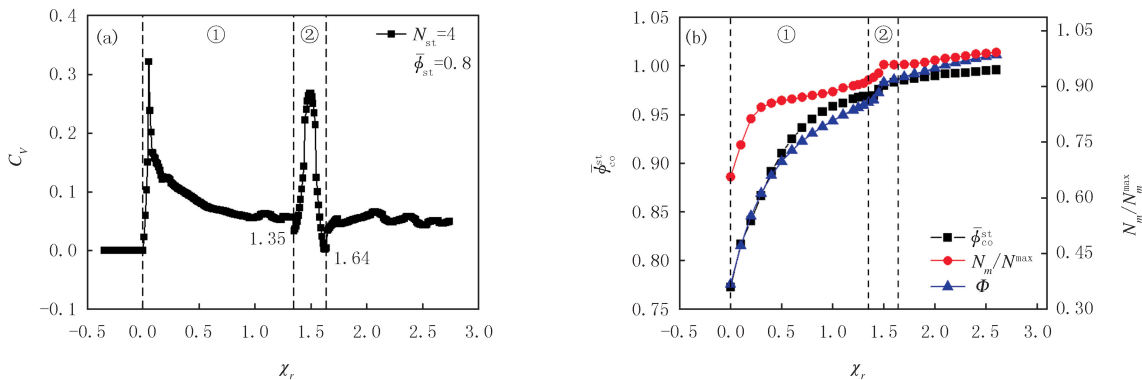 (a)
①
②
N_st=4
ϕ̄_st=0.8
1.35
1.64
0.4
0.3
0.2
0.1
0.0
−0.1
C_V
−0.5 0.0 0.5 1.0 1.5 2.0 2.5 3.0
χ_r
(b)
①
②
1.05
1.00
0.95
0.90
0.85
0.80
0.75
ϕ̄_co^st
ϕ̄_co^st
N_m/N^max
Φ
1.05
0.90
0.75
0.60
0.45
0.30
N_m/N_m^max
−0.5 0.0 0.5 1.0 1.5 2.0 2.5 3.0
χ_r